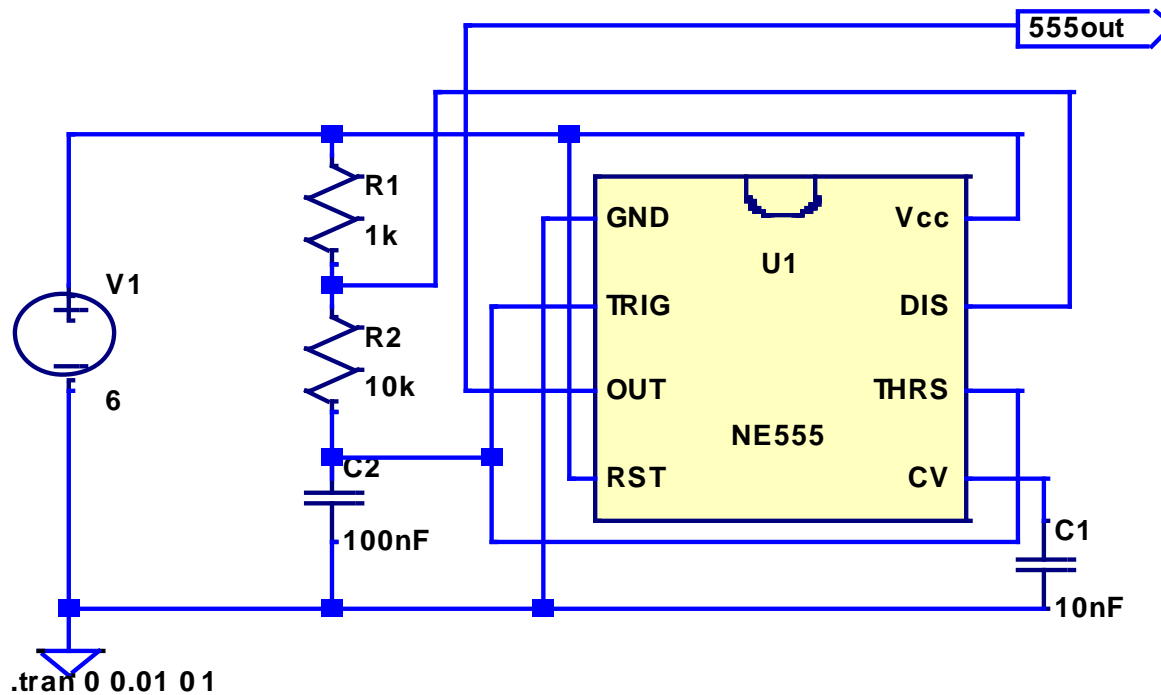 555out
R1
1k
GND
Vcc
U1
V1
TRIG
DIS
R2
10k
6
OUT
THRS
NE555
C2
RST
CV
100nF
C1
10nF
.tran 0 0.01 0 1